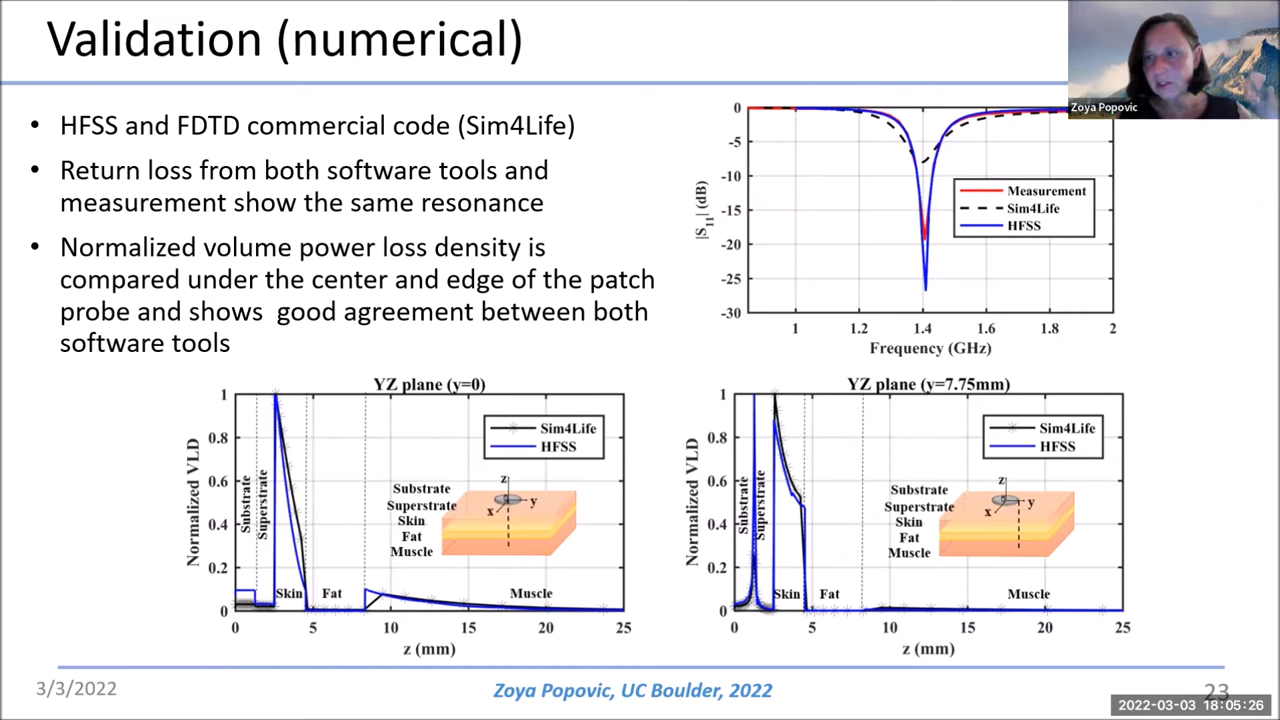 Validation (numerical)
Zoya Popovic
• HFSS and FDTD commercial code (Sim4Life)
• Return loss from both software tools and
measurement show the same resonance
• Normalized volume power loss density is
compared under the center and edge of the patch
probe and shows good agreement between both
software tools
0
-5
-10
-15
-20
-25
-30
|S11| (dB)
Measurement
Sim4Life
HFSS
1 1.2 1.4 1.6 1.8 2
Frequency (GHz)
YZ plane (y=0)
1
0.8
0.6
0.4
0.2
0
Normalized VLD
Sim4Life
HFSS
Substrate
Superstrate
Substrate
Superstrate
Skin
Fat
Muscle
z
y
x
Skin Fat Muscle
0 5 10 15 20 25
z (mm)
YZ plane (y=7.75mm)
1
0.8
0.6
0.4
0.2
0
Normalized VLD
Sim4Life
HFSS
Substrate
Superstrate
Substrate
Superstrate
Skin
Fat
Muscle
z
y
x
Skin Fat Muscle
0 5 10 15 20 25
z (mm)
3/3/2022
Zoya Popovic, UC Boulder, 2022
23
2022-03-03 18:05:26